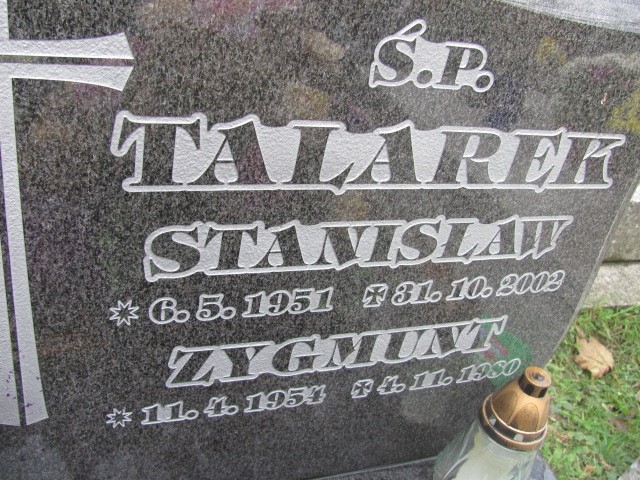 Ś.P.
TALAREK
STANISŁAW
* 6. 5. 1951 ✝ 31. 10. 2002
ZYGMUNT
* 11. 4. 1954 ✝ 4. 11. 1980